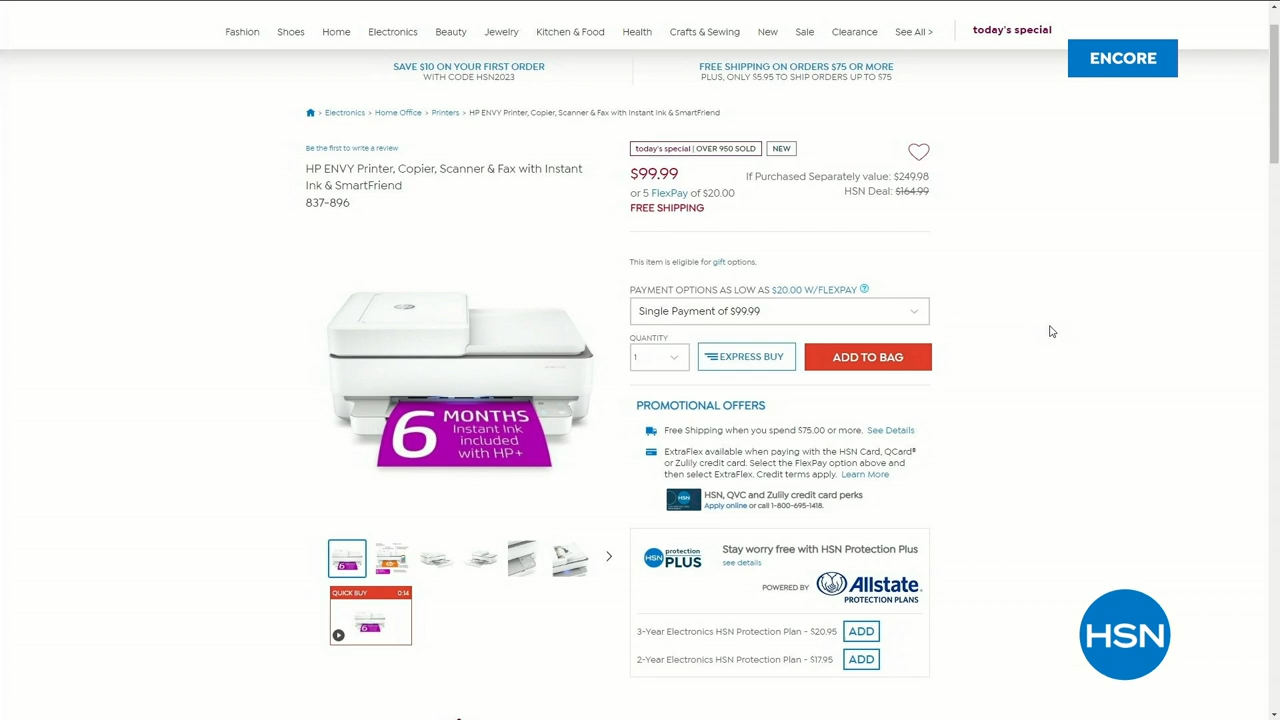 Fashion Shoes Home Electronics Beauty Jewelry Kitchen & Food Health Crafts & Sewing New Sale Clearance See All > today's special
ENCORE
SAVE $10 ON YOUR FIRST ORDER
WITH CODE HSN2023
FREE SHIPPING ON ORDERS $75 OR MORE
PLUS, ONLY $5.95 TO SHIP ORDERS UP TO $75
> Electronics > Home Office > Printers > HP ENVY Printer, Copier, Scanner & Fax with Instant Ink & SmartFriend
Be the first to write a review
HP ENVY Printer, Copier, Scanner & Fax with Instant
Ink & SmartFriend
837-896
today's special | OVER 950 SOLD NEW
$99.99
If Purchased Separately value: $249.98
or 5 FlexPay of $20.00
HSN Deal: $164.99
FREE SHIPPING
This item is eligible for gift options.
PAYMENT OPTIONS AS LOW AS $20.00 W/FLEXPAY ?
Single Payment of $99.99
QUANTITY
1 EXPRESS BUY ADD TO BAG
6 MONTHS
Instant Ink
included
with HP+
PROMOTIONAL OFFERS
Free Shipping when you spend $75.00 or more. See Details
ExtraFlex available when paying with the HSN Card, QCard®
or Zulily credit card. Select the FlexPay option above and
then select ExtraFlex. Credit terms apply. Learn More
HSN
HSN, QVC and Zulily credit card perks
Apply online or call 1-800-695-1418.
HSN protection PLUS
Stay worry free with HSN Protection Plus
see details
POWERED BY Allstate
PROTECTION PLANS
3-Year Electronics HSN Protection Plan - $20.95 ADD
2-Year Electronics HSN Protection Plan - $17.95 ADD
QUICK BUY 0:14
HSN